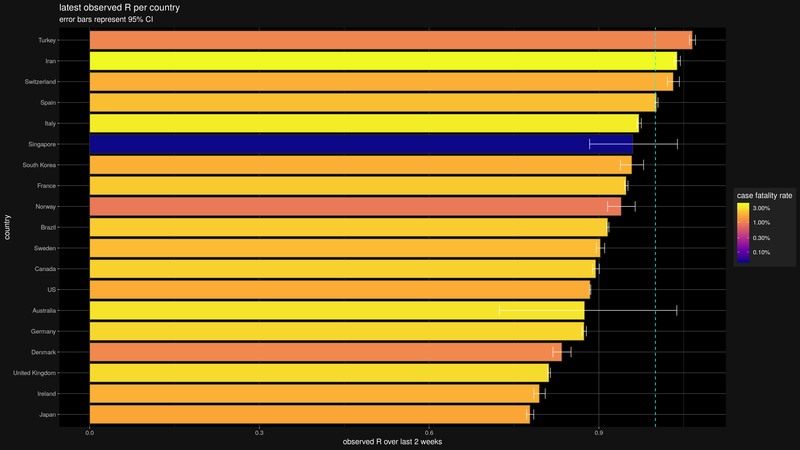 latest observed R per country
error bars represent 95% CI
Turkey
Iran
Switzerland
Spain
Italy
Singapore
South Korea
France
Norway
Brazil
Sweden
Canada
US
Australia
Germany
Denmark
United Kingdom
Ireland
Japan
country
0.0
0.3
0.6
0.9
observed R over last 2 weeks
case fatality rate
3.00%
1.00%
0.30%
0.10%